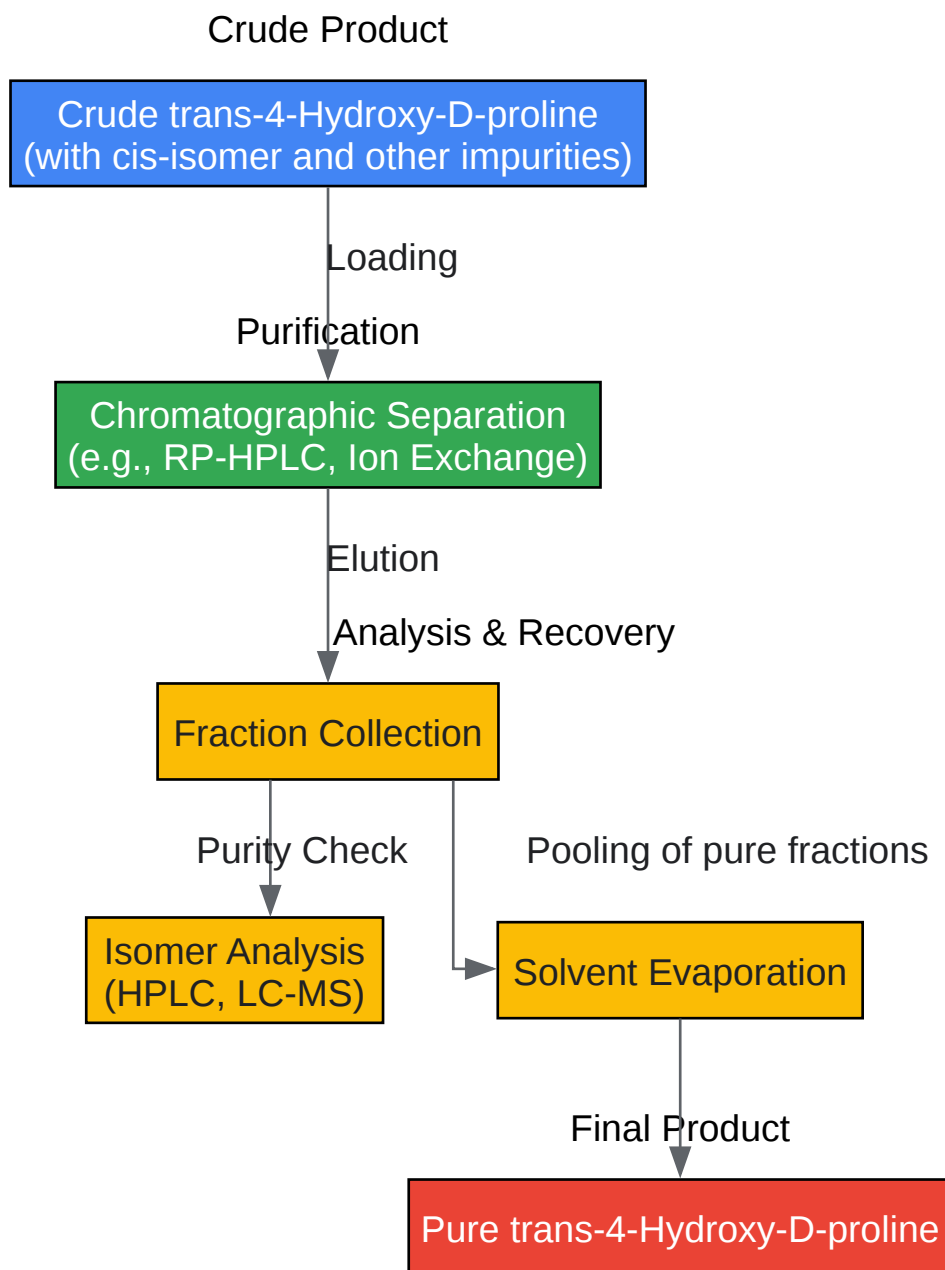 Crude Product
Crude trans-4-Hydroxy-D-proline
(with cis-isomer and other impurities)
Loading
Purification
Chromatographic Separation
(e.g., RP-HPLC, Ion Exchange)
Elution
Analysis & Recovery
Fraction Collection
Purity Check
Pooling of pure fractions
Isomer Analysis
(HPLC, LC-MS)
Solvent Evaporation
Final Product
Pure trans-4-Hydroxy-D-proline